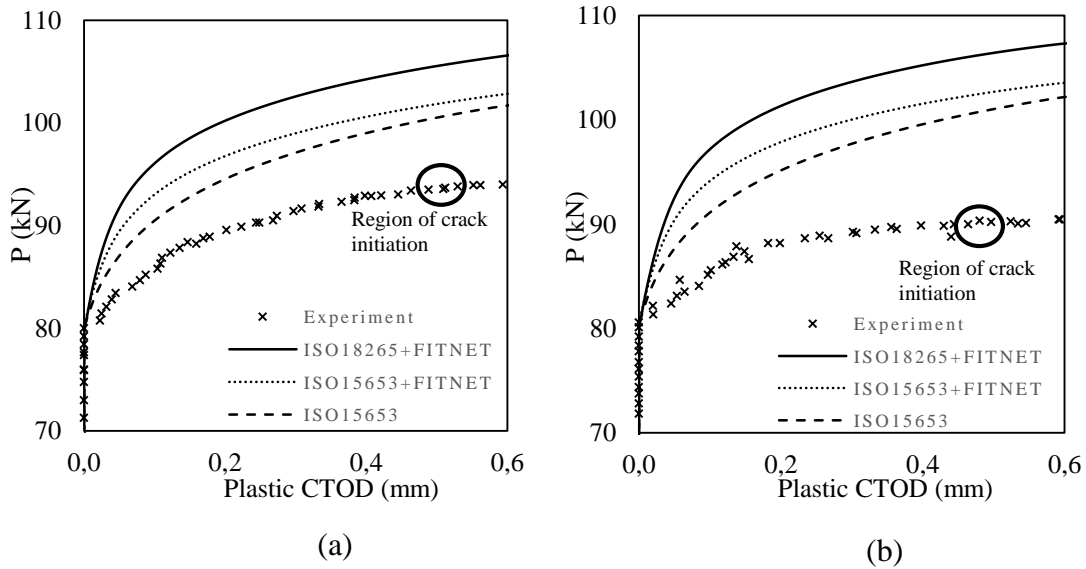 110
100
90
80
70
P (kN)
0,0
0,2
0,4
0,6
Plastic CTOD (mm)
Region of crack
initiation
Experiment
ISO18265+FITNET
ISO15653+FITNET
ISO15653
(a)
110
100
90
80
70
P (kN)
0,0
0,2
0,4
0,6
Plastic CTOD (mm)
Region of crack
initiation
Experiment
ISO18265+FITNET
ISO15653+FITNET
ISO15653
(b)